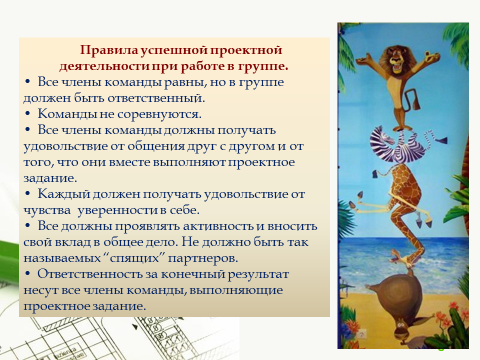 Правила успешной проектной
деятельности при работе в группе.
• Все члены команды равны, но в группе
должен быть ответственный.
• Команды не соревнуются.
• Все члены команды должны получать
удовольствие от общения друг с другом и от
того, что они вместе выполняют проектное
задание.
• Каждый должен получать удовольствие от
чувства уверенности в себе.
• Все должны проявлять активность и вносить
свой вклад в общее дело. Не должно быть так
называемых “спящих” партнеров.
• Ответственность за конечный результат
несут все члены команды, выполняющие
проектное задание.